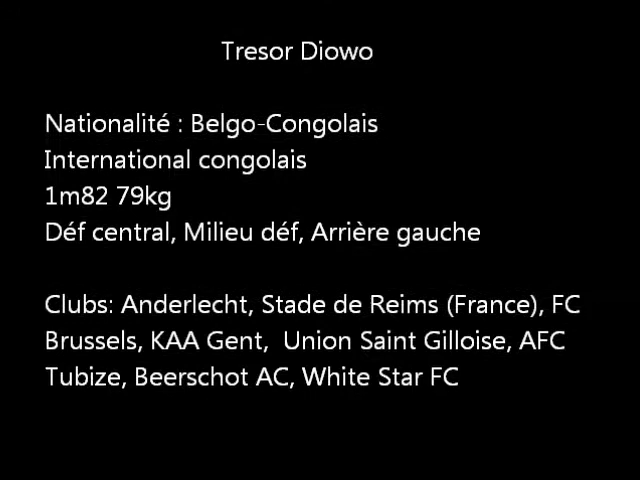 Tresor Diowo
Nationalité : Belgo-Congolais
International congolais
1m82 79kg
Déf central, Milieu déf, Arrière gauche
Clubs: Anderlecht, Stade de Reims (France), FC
Brussels, KAA Gent,  Union Saint Gilloise, AFC
Tubize, Beerschot AC, White Star FC